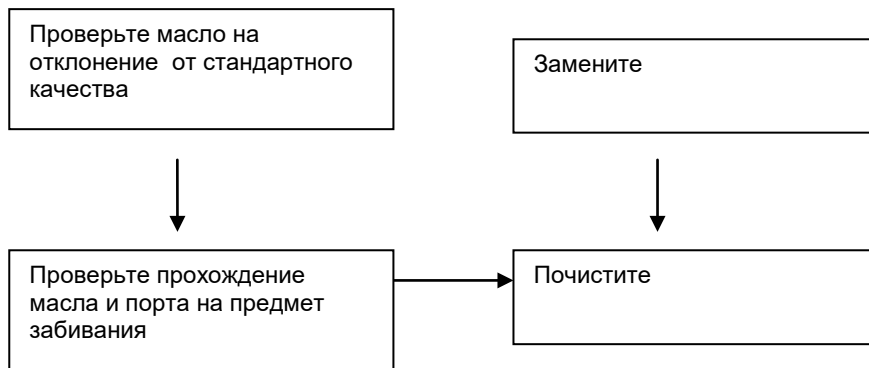 Проверьте масло на
отклонение от стандартного
качества
Замените
Проверьте прохождение
масла и порта на предмет
забивания
Почистите